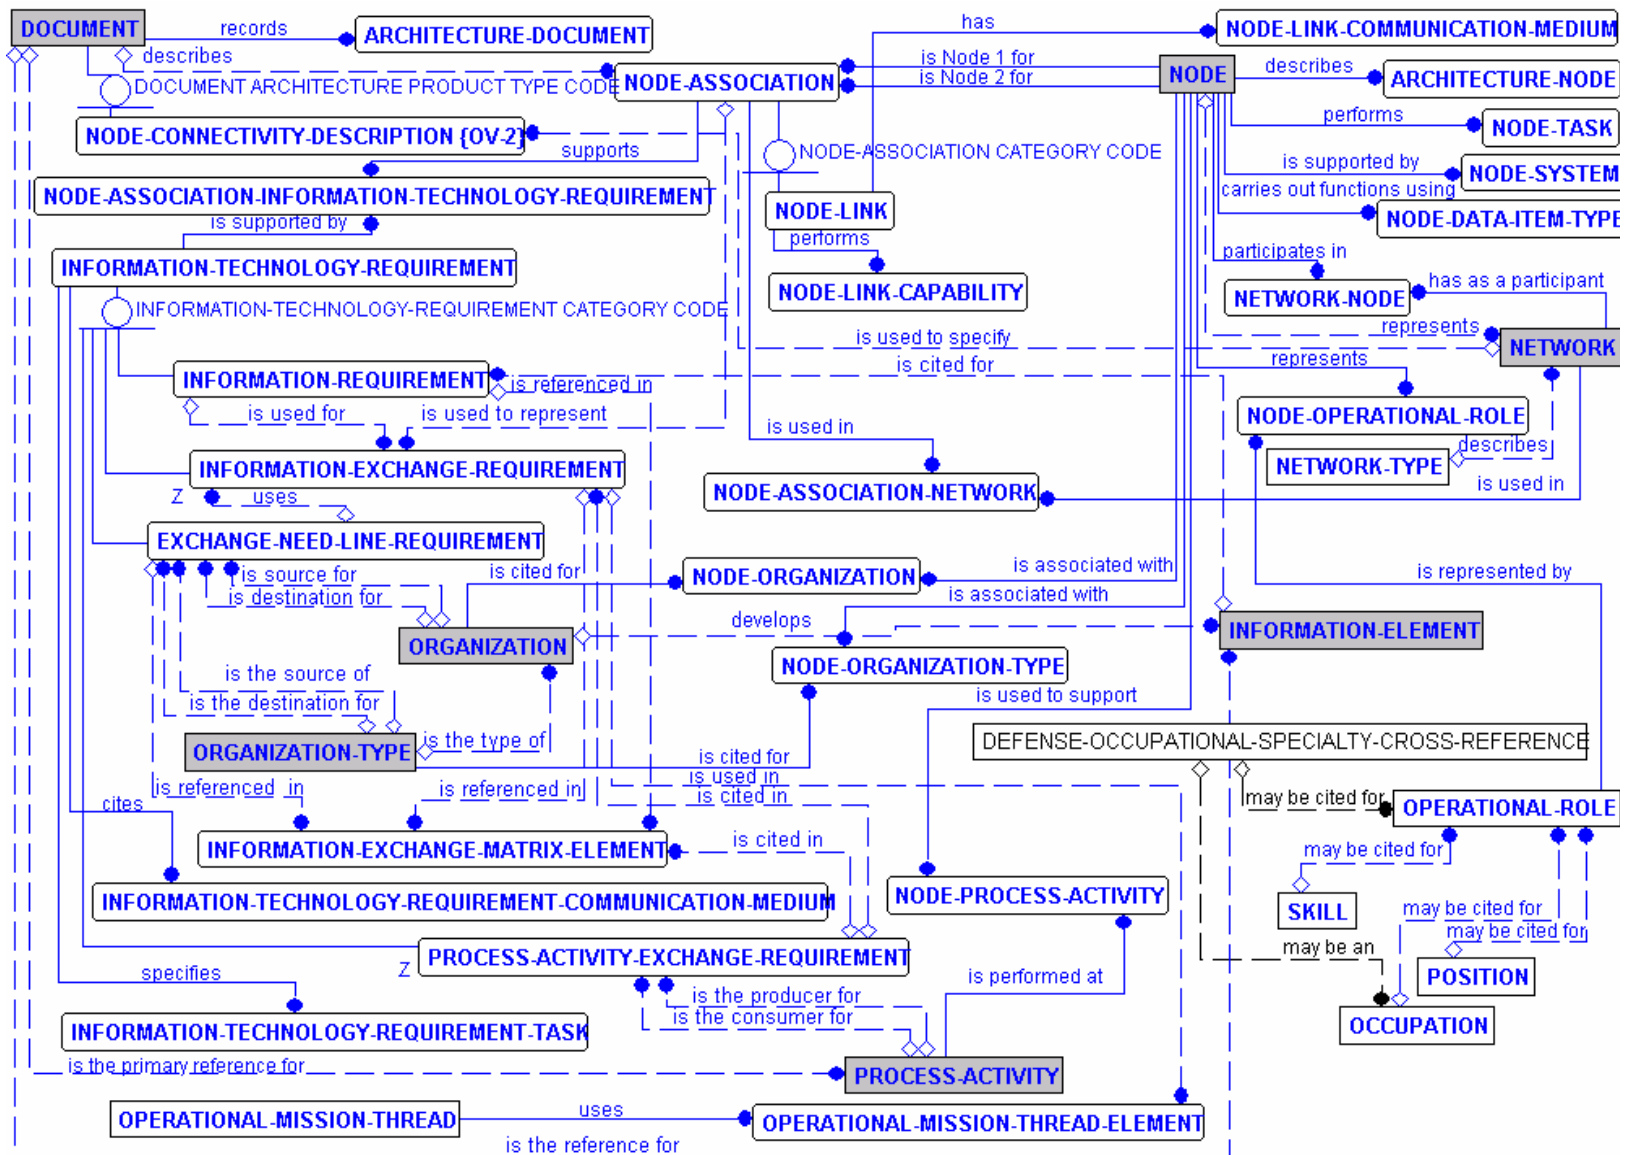 DOCUMENT
records
ARCHITECTURE-DOCUMENT
has
NODE-LINK-COMMUNICATION-MEDIUM
describes
is Node 1 for
is Node 2 for
NODE-ASSOCIATION
NODE
describes
ARCHITECTURE-NODE
DOCUMENT ARCHITECTURE PRODUCT TYPE CODE
performs
NODE-TASK
NODE-CONNECTIVITY-DESCRIPTION {OV-2}
supports
NODE-ASSOCIATION CATEGORY CODE
is supported by
NODE-SYSTEM
NODE-ASSOCIATION-INFORMATION-TECHNOLOGY-REQUIREMENT
carries out functions using
NODE-LINK
NODE-DATA-ITEM-TYPE
is supported by
performs
participates in
INFORMATION-TECHNOLOGY-REQUIREMENT
NODE-LINK-CAPABILITY
NETWORK-NODE
has as a participant
INFORMATION-TECHNOLOGY-REQUIREMENT CATEGORY CODE
is used to specify
represents
NETWORK
is cited for
represents
INFORMATION-REQUIREMENT
is referenced in
is used for
is used to represent
NODE-OPERATIONAL-ROLE
is used in
describes
NETWORK-TYPE
INFORMATION-EXCHANGE-REQUIREMENT
NODE-ASSOCIATION-NETWORK
is used in
Z
uses
EXCHANGE-NEED-LINE-REQUIREMENT
is source for
is cited for
NODE-ORGANIZATION
is associated with
is represented by
is destination for
is associated with
develops
ORGANIZATION
INFORMATION-ELEMENT
NODE-ORGANIZATION-TYPE
is the source of
is the destination for
is used to support
ORGANIZATION-TYPE
is the type of
DEFENSE-OCCUPATIONAL-SPECIALTY-CROSS-REFERENCE
is cited for
is used in
is referenced in
is referenced in
is cited in
cites
may be cited for
OPERATIONAL-ROLE
INFORMATION-EXCHANGE-MATRIX-ELEMENT
is cited in
may be cited for
INFORMATION-TECHNOLOGY-REQUIREMENT-COMMUNICATION-MEDIUM
NODE-PROCESS-ACTIVITY
SKILL
may be cited for
may be cited for
PROCESS-ACTIVITY-EXCHANGE-REQUIREMENT
Z
may be an
POSITION
specifies
is performed at
is the producer for
is the consumer for
INFORMATION-TECHNOLOGY-REQUIREMENT-TASK
OCCUPATION
is the primary reference for
PROCESS-ACTIVITY
OPERATIONAL-MISSION-THREAD
uses
OPERATIONAL-MISSION-THREAD-ELEMENT
is the reference for